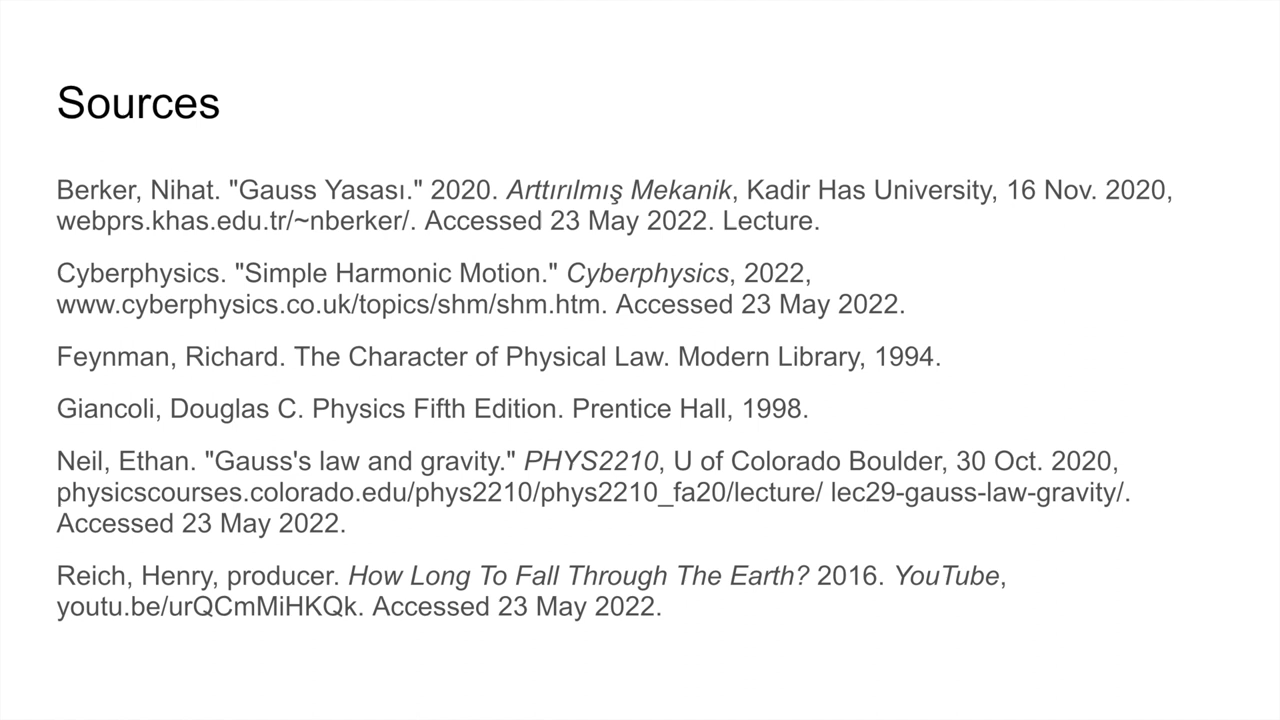 Sources
Berker, Nihat. "Gauss Yasası." 2020. Arttırılmış Mekanik, Kadir Has University, 16 Nov. 2020,
webprs.khas.edu.tr/~nberker/. Accessed 23 May 2022. Lecture.
Cyberphysics. "Simple Harmonic Motion." Cyberphysics, 2022,
www.cyberphysics.co.uk/topics/shm/shm.htm. Accessed 23 May 2022.
Feynman, Richard. The Character of Physical Law. Modern Library, 1994.
Giancoli, Douglas C. Physics Fifth Edition. Prentice Hall, 1998.
Neil, Ethan. "Gauss's law and gravity." PHYS2210, U of Colorado Boulder, 30 Oct. 2020,
physicscourses.colorado.edu/phys2210/phys2210_fa20/lecture/ lec29-gauss-law-gravity/.
Accessed 23 May 2022.
Reich, Henry, producer. How Long To Fall Through The Earth? 2016. YouTube,
youtu.be/urQCmMiHKQk. Accessed 23 May 2022.